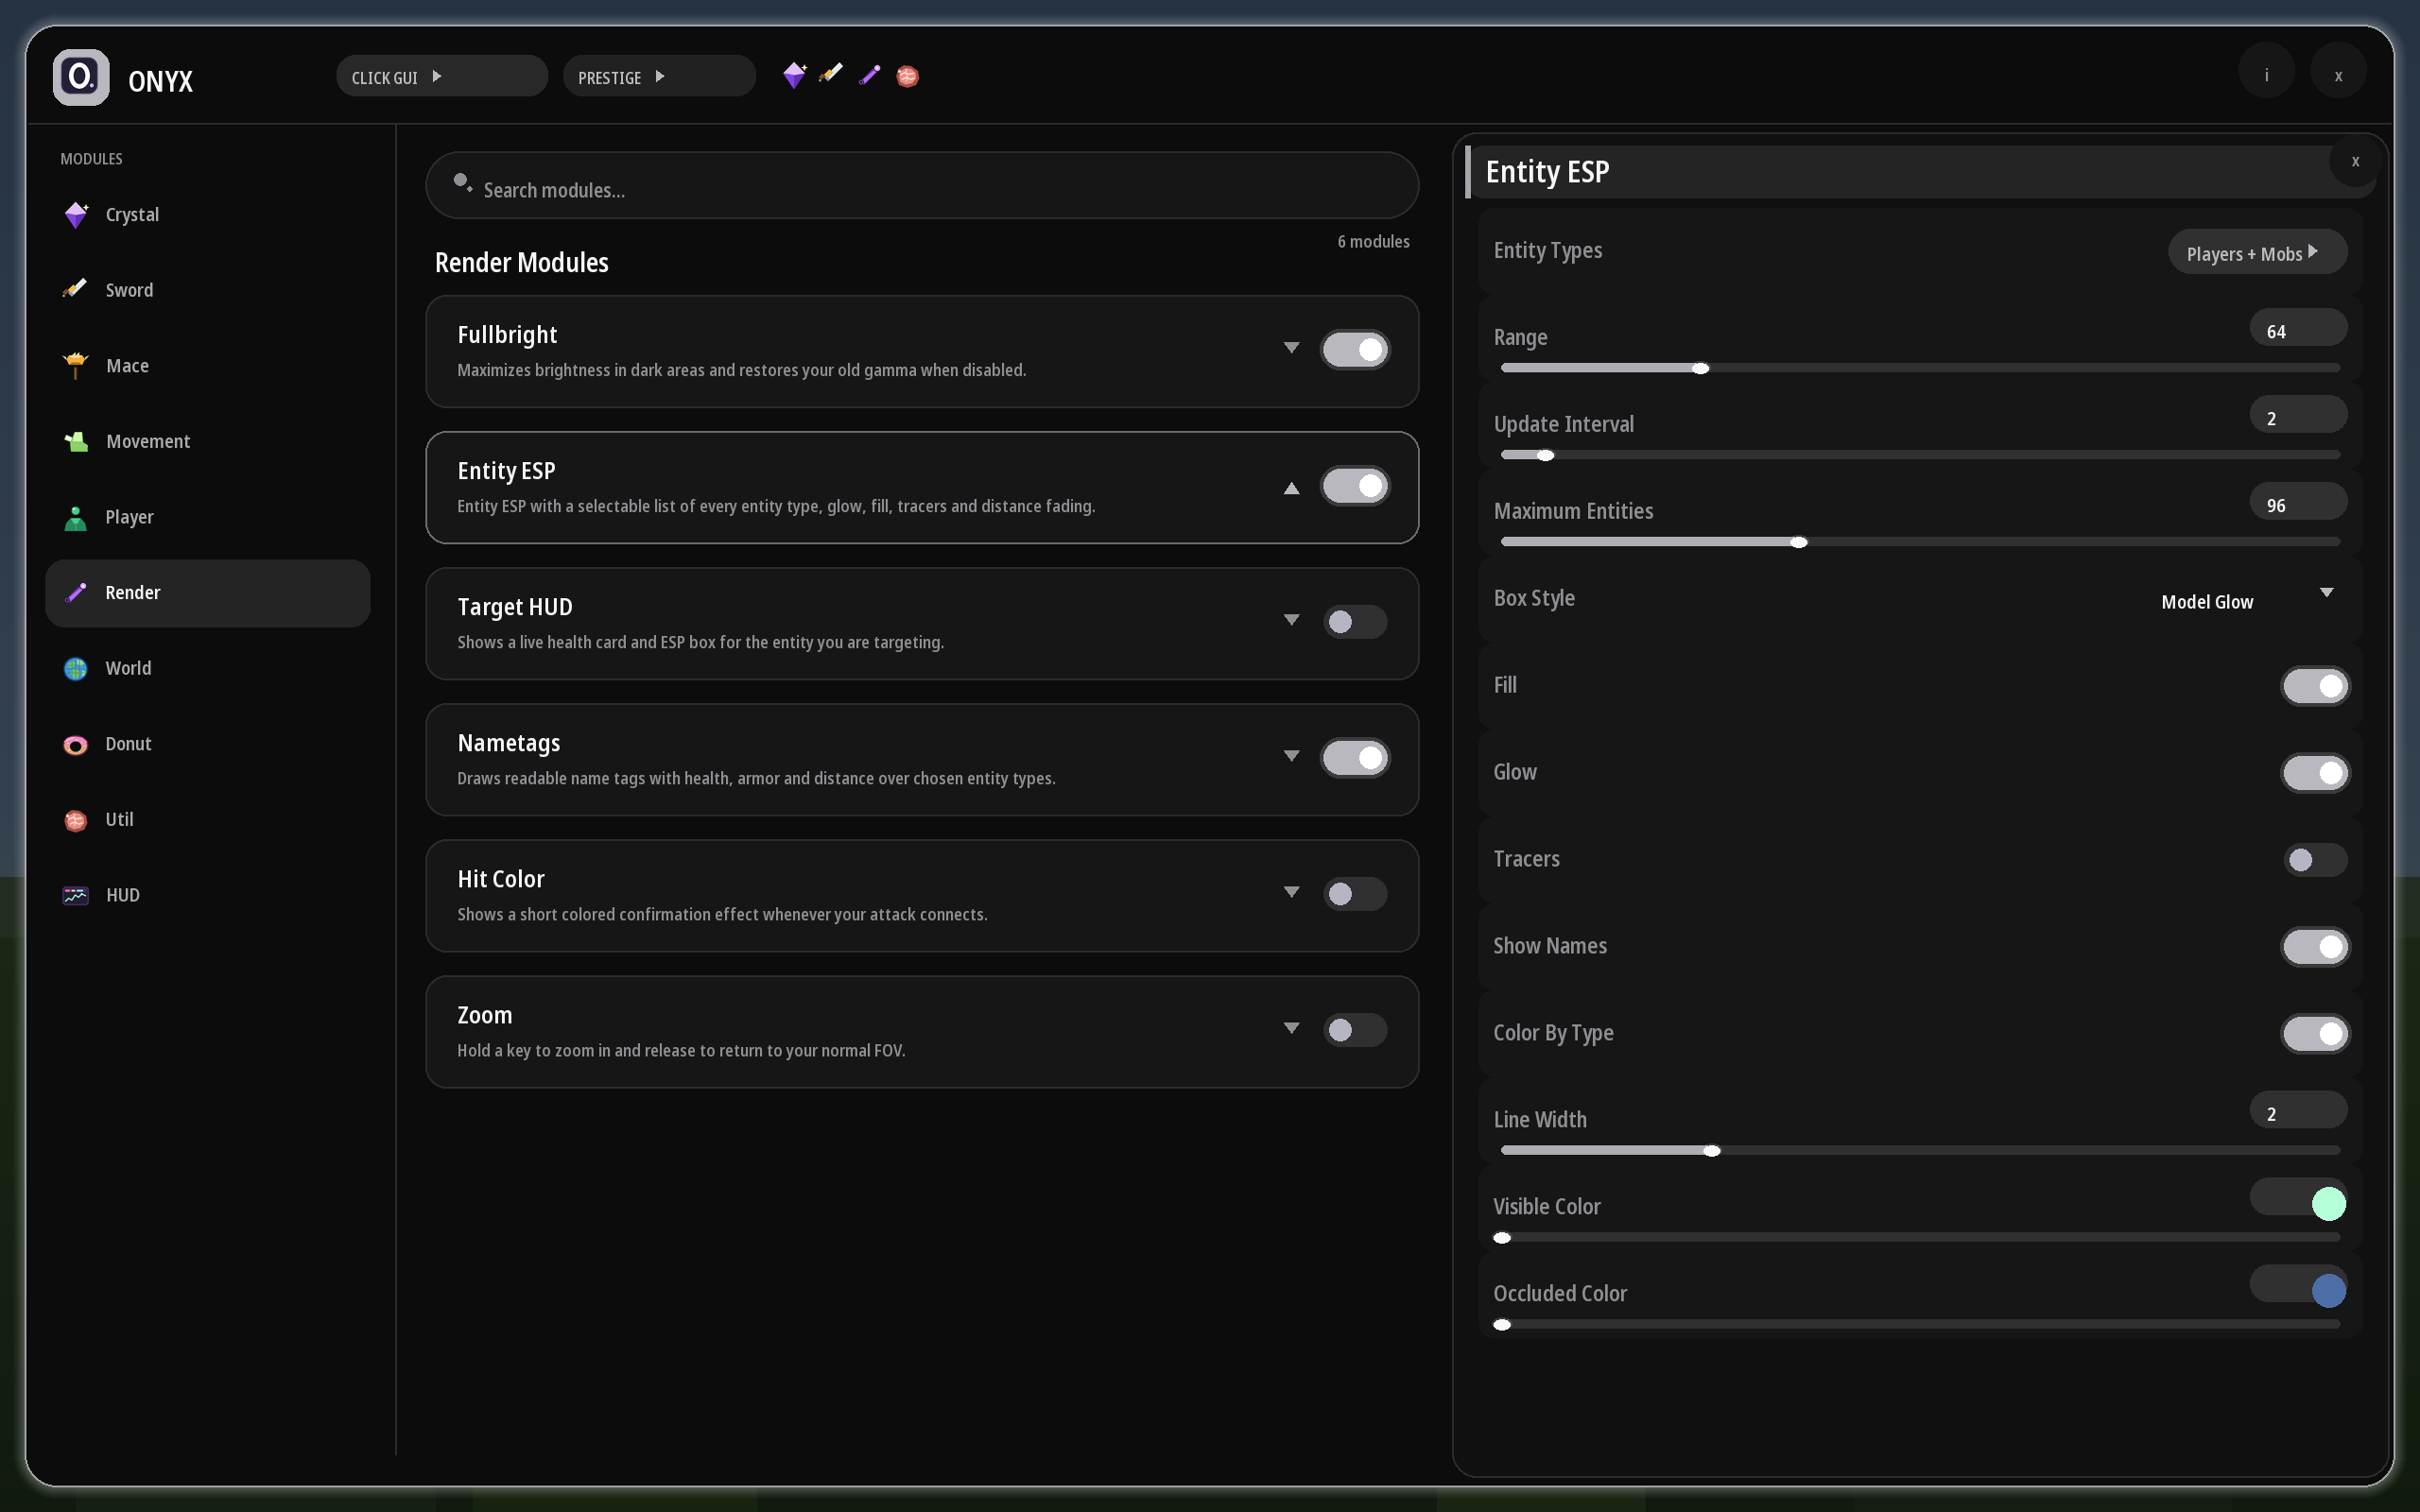 O.
ONYX
CLICK GUI
PRESTIGE
i
x
MODULES
Crystal
Sword
Mace
Movement
Player
Render
World
Donut
Util
HUD
Search modules...
6 modules
Render Modules
Fullbright
Maximizes brightness in dark areas and restores your old gamma when disabled.
Entity ESP
Entity ESP with a selectable list of every entity type, glow, fill, tracers and distance fading.
Target HUD
Shows a live health card and ESP box for the entity you are targeting.
Nametags
Draws readable name tags with health, armor and distance over chosen entity types.
Hit Color
Shows a short colored confirmation effect whenever your attack connects.
Zoom
Hold a key to zoom in and release to return to your normal FOV.
Entity ESP
x
Entity Types
Players + Mobs
Range
64
Update Interval
2
Maximum Entities
96
Box Style
Model Glow
Fill
Glow
Tracers
Show Names
Color By Type
Line Width
2
Visible Color
Occluded Color